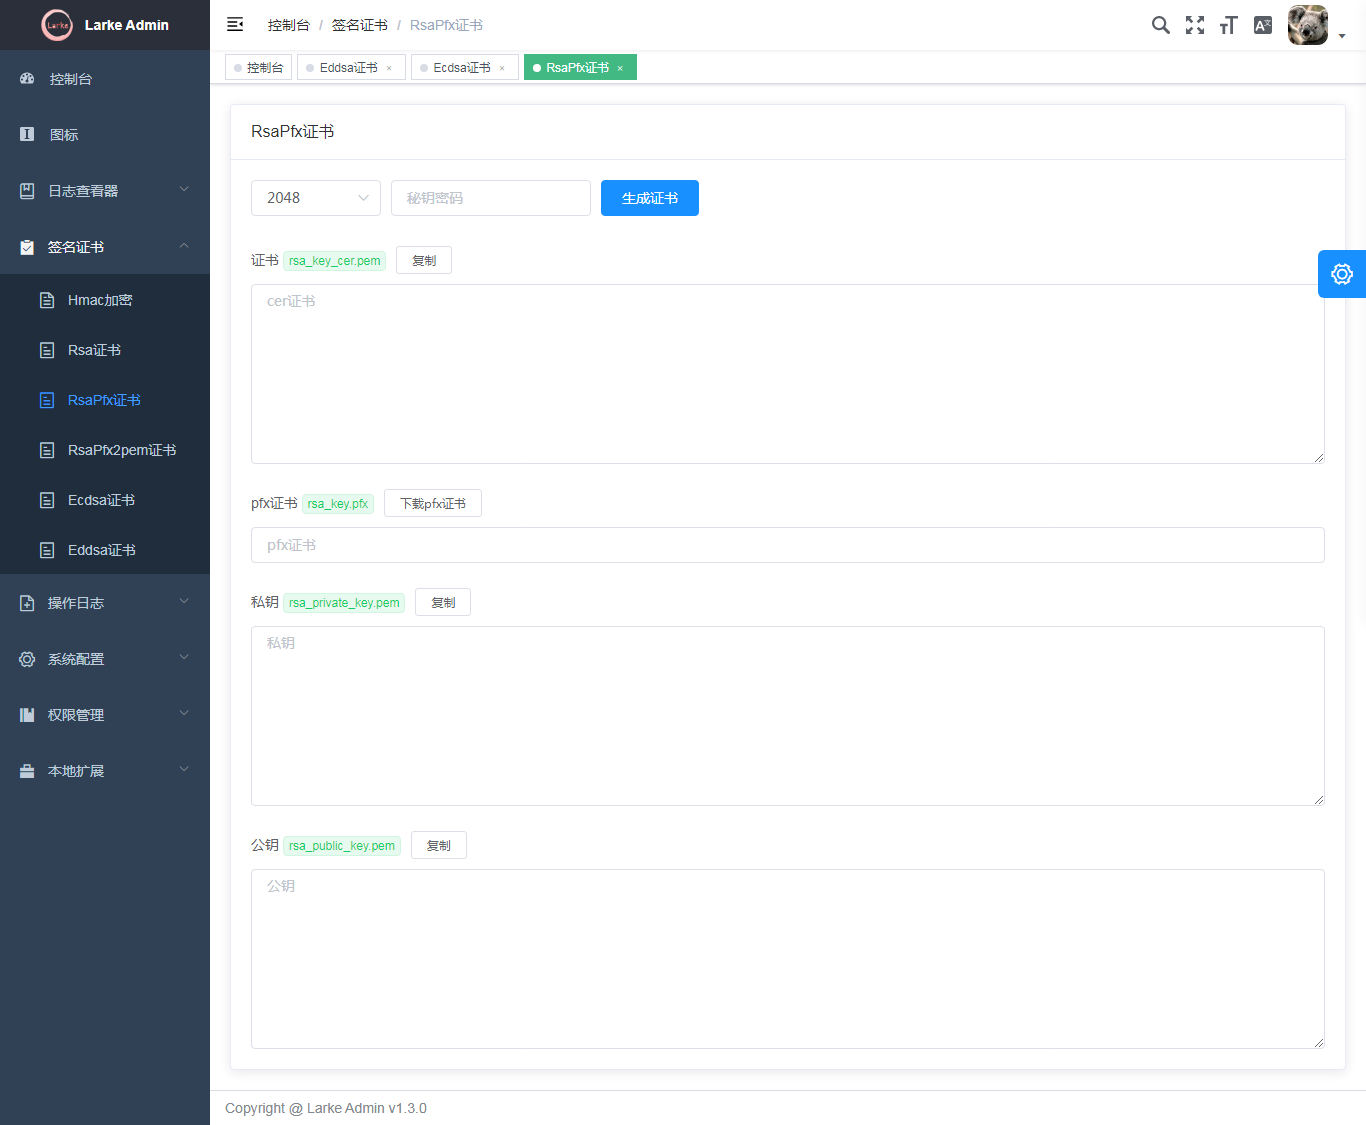 Larke
Larke Admin
控制台
图标
日志查看器
签名证书
Hmac加密
Rsa证书
RsaPfx证书
RsaPfx2pem证书
Ecdsa证书
Eddsa证书
操作日志
系统配置
权限管理
本地扩展
控制台 / 签名证书 / RsaPfx证书
控制台 Eddsa证书 × Ecdsa证书 × RsaPfx证书 ×
RsaPfx证书
2048 秘钥密码 生成证书
证书 rsa_key_cer.pem 复制
cer证书
pfx证书 rsa_key.pfx 下载pfx证书
pfx证书
私钥 rsa_private_key.pem 复制
私钥
公钥 rsa_public_key.pem 复制
公钥
Copyright @ Larke Admin v1.3.0